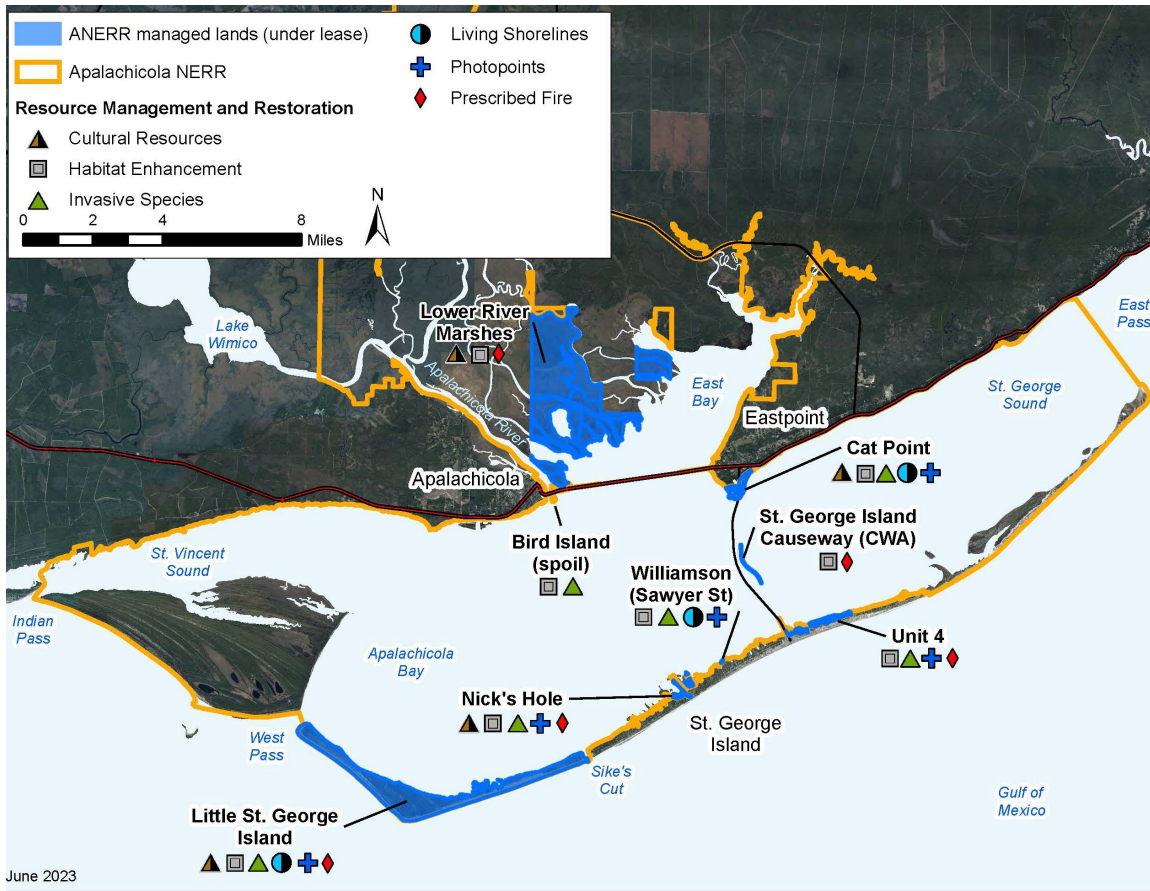 ANERR managed lands (under lease)
Apalachicola NERR
Resource Management and Restoration
Cultural Resources
Habitat Enhancement
Invasive Species
Living Shorelines
Photopoints
Prescribed Fire
0 2 4 8
Miles
N
Lake
Wimico
Lower River
Marshes
Apalachicola River
East
Bay
East
Pass
St. George
Sound
Eastpoint
Cat Point
Apalachicola
St. George Island
Causeway (CWA)
Bird Island
(spoil)
St. Vincent
Sound
Williamson
(Sawyer St)
Indian
Pass
Unit 4
Apalachicola
Bay
Nick's Hole
St. George
Island
West
Pass
Sike's
Cut
Gulf of
Mexico
Little St. George
Island
June 2023